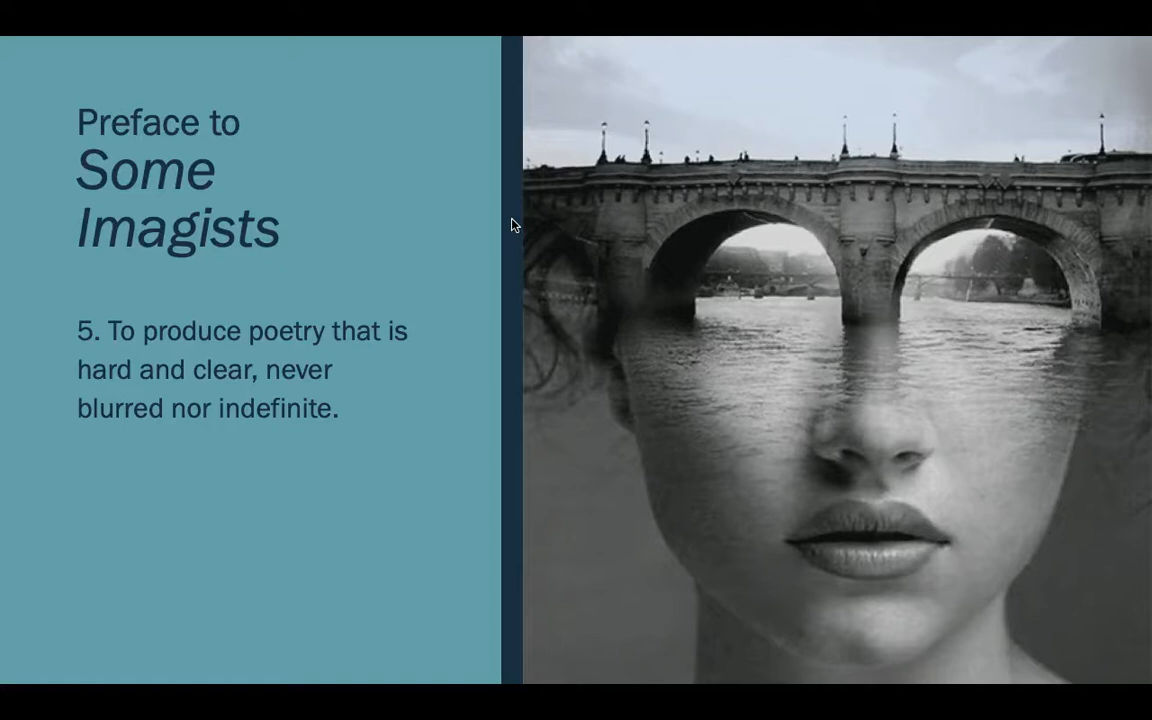 Preface to
Some
Imagists
5. To produce poetry that is
hard and clear, never
blurred nor indefinite.